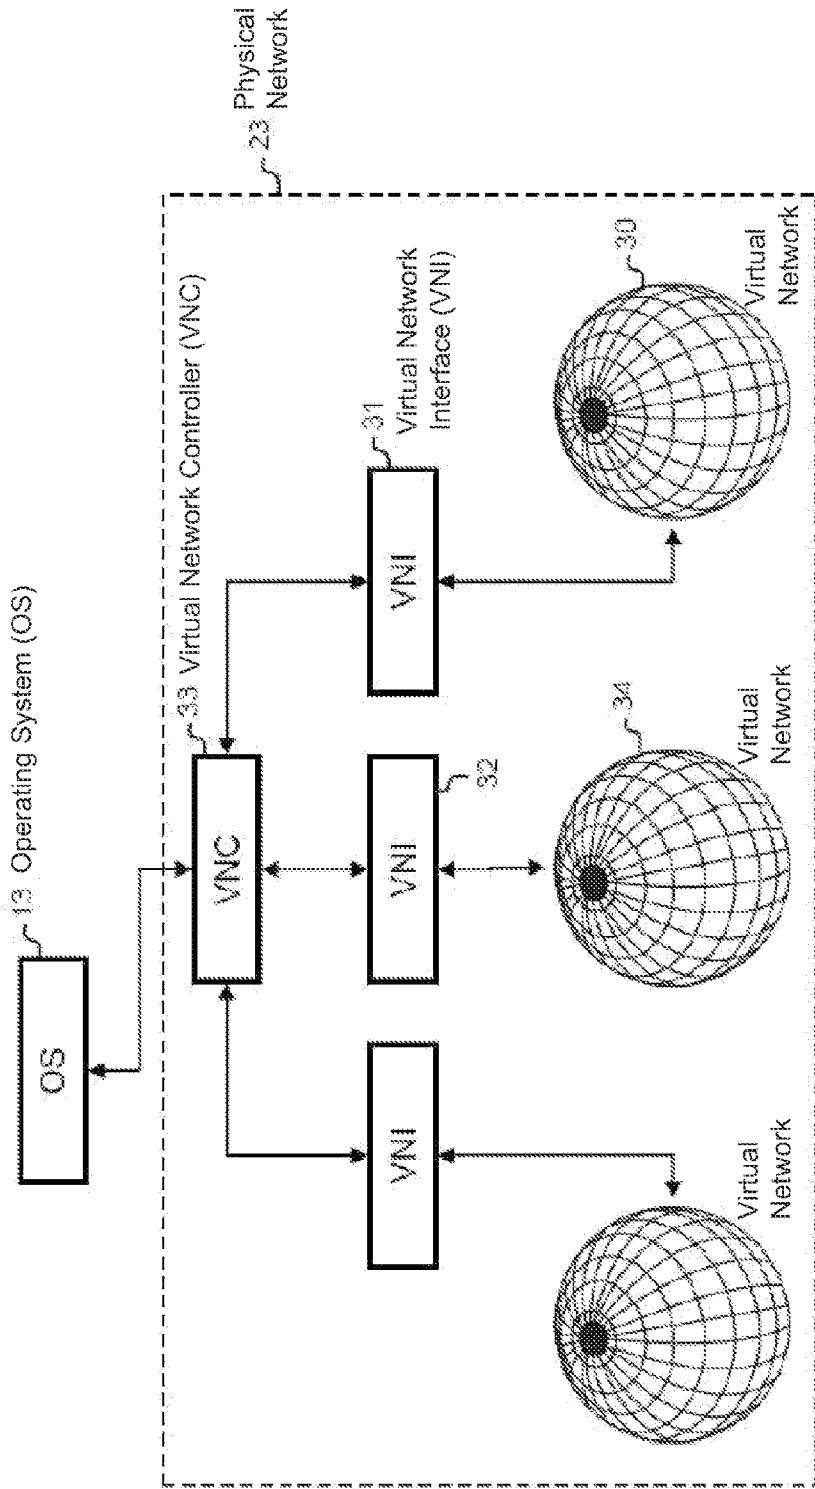 OS
13 Operating System (OS)
23 Physical
Network
VNC
33 Virtual Network Controller (VNC)
VNI
VNI
32
VNI
31
Virtual Network
Interface (VNI)
Virtual
Network
34
Virtual
Network
30
Virtual
Network